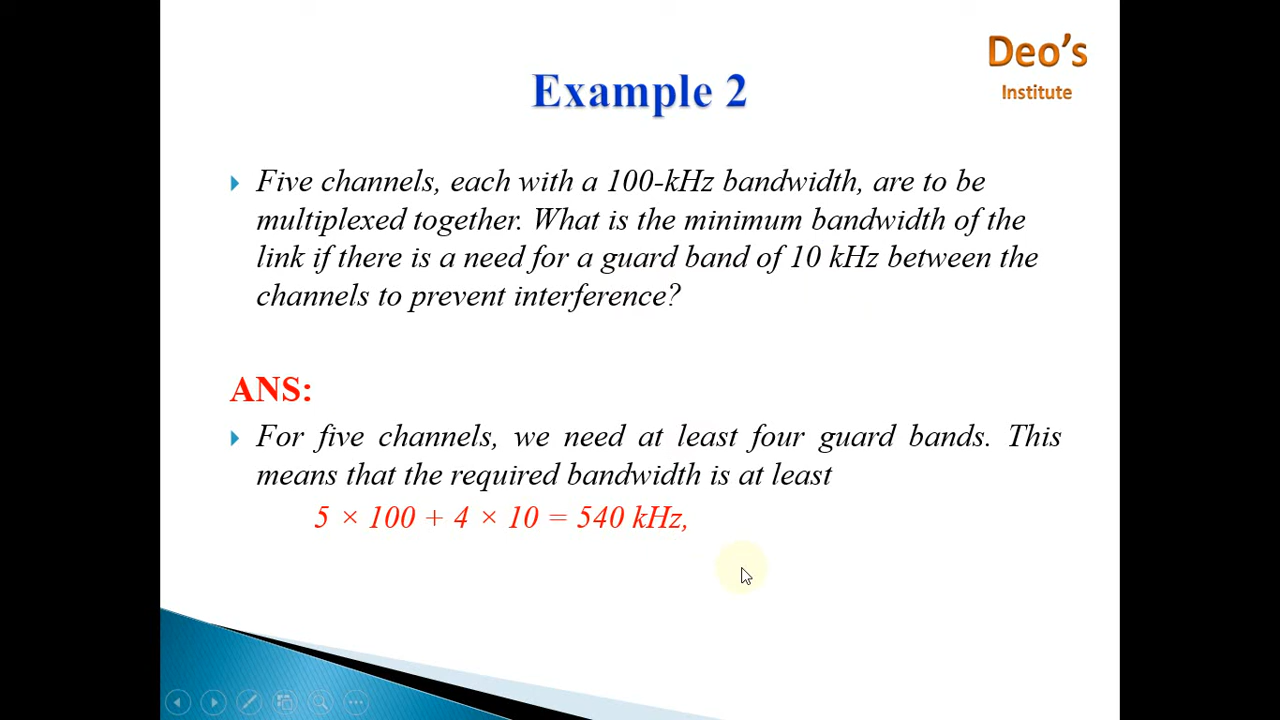 Deo's
Institute
Example 2
Five channels, each with a 100-kHz bandwidth, are to be
multiplexed together. What is the minimum bandwidth of the
link if there is a need for a guard band of 10 kHz between the
channels to prevent interference?
ANS:
For five channels, we need at least four guard bands. This
means that the required bandwidth is at least
5 × 100 + 4 × 10 = 540 kHz,